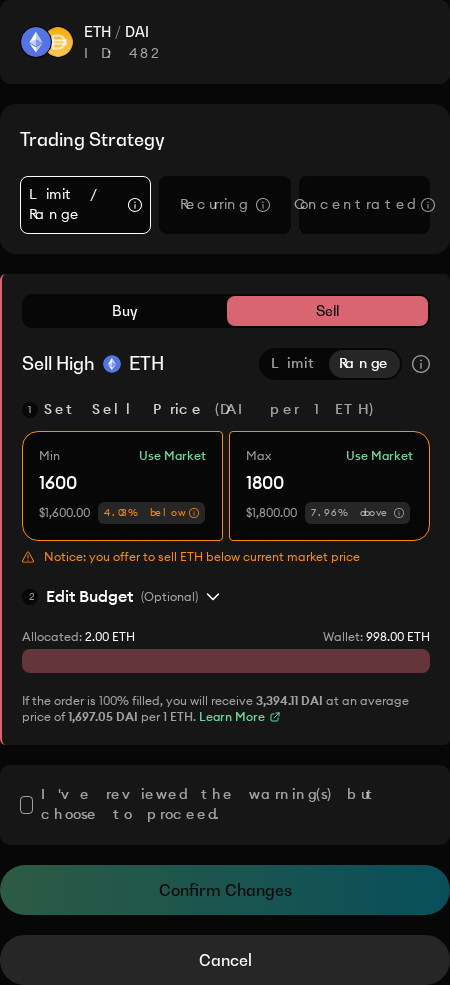 ETH / DAI
ID: 482
Trading Strategy
Limit /
Range
Recurring
Concentrated
Buy
Sell
Sell High ETH
Limit
Range
1 Set Sell Price (DAI per 1 ETH)
Min
Use Market
Max
Use Market
1600
1800
$1,600.00
4.03% below
$1,800.00
7.96% above
Notice: you offer to sell ETH below current market price
2 Edit Budget (Optional)
Allocated: 2.00 ETH
Wallet: 998.00 ETH
If the order is 100% filled, you will receive 3,394.11 DAI at an average
price of 1,697.05 DAI per 1 ETH. Learn More
I've reviewed the warning(s) but
choose to proceed.
Confirm Changes
Cancel